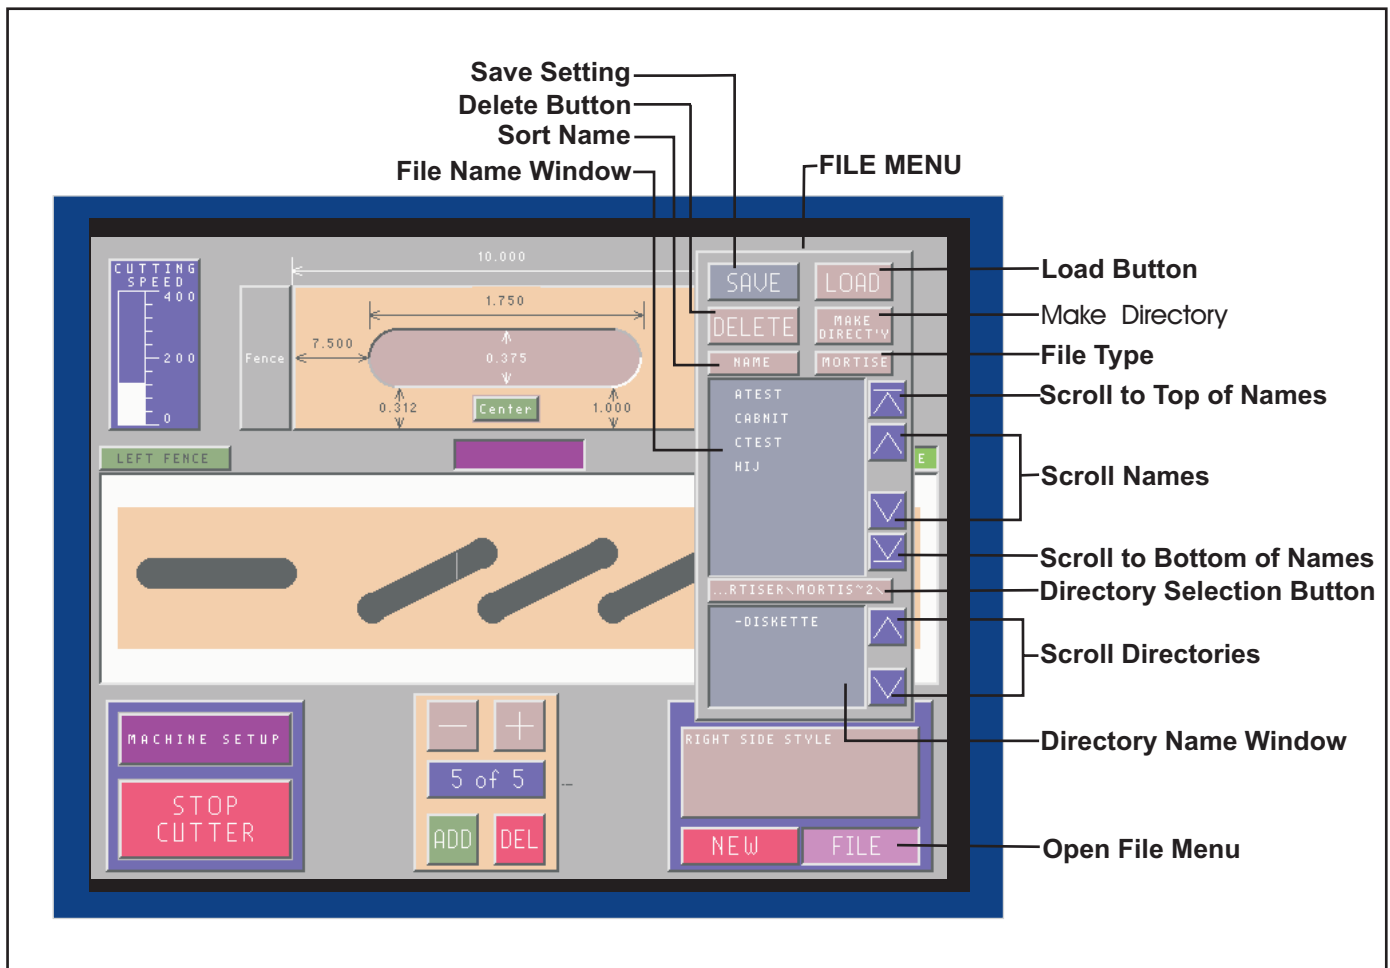 Save Setting
Delete Button
Sort Name
File Name Window
FILE MENU
CUTTING
SPEED
400
200
0
10.000
1.750
Fence
7.500
0.375
0.312
Center
1.000
SAVE
LOAD
DELETE
MAKE
DIRECT'Y
NAME
MORTISE
ATEST
CABNIT
CTEST
HIJ
LEFT FENCE
E
...RTISER\MORTIS~2\
-DISKETTE
Load Button
Make Directory
File Type
Scroll to Top of Names
Scroll Names
Scroll to Bottom of Names
Directory Selection Button
Scroll Directories
Directory Name Window
Open File Menu
MACHINE SETUP
STOP
CUTTER
5 of 5
ADD
DEL
RIGHT SIDE STYLE
NEW
FILE